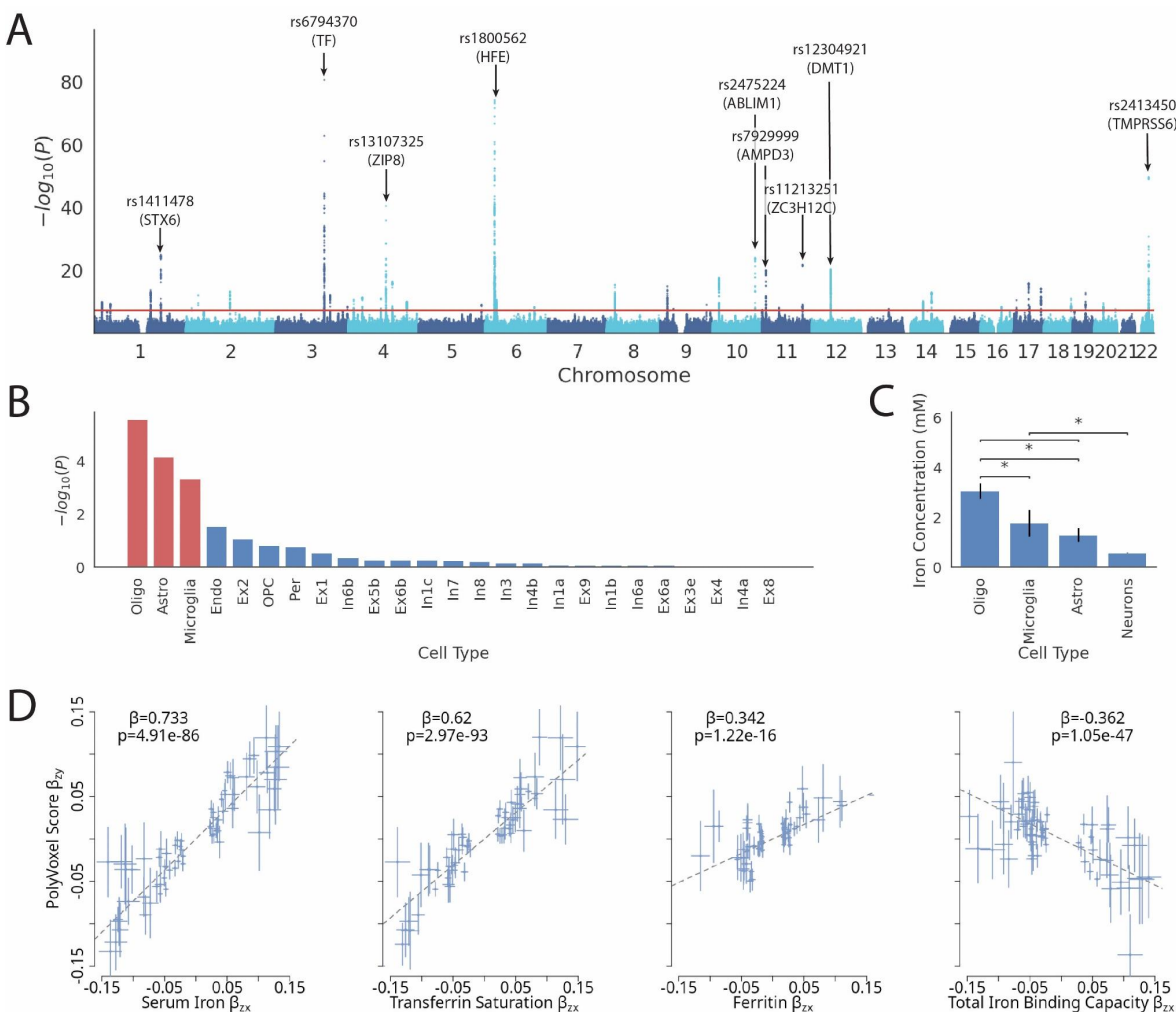 A
rs6794370
(TF)
rs1800562
(HFE)
rs12304921
(DMT1)
rs2475224
(ABLIM1)
rs2413450
(TMPRSS6)
rs13107325
(ZIP8)
rs7929999
(AMPD3)
rs11213251
(ZC3H12C)
rs1411478
(STX6)
−log10(P)
80
60
40
20
1 2 3 4 5 6 7 8 9 10 11 12 13 14 15 16 17 18 19 20 21 22
Chromosome
B
−log10(P)
4
2
0
Oligo
Astro
Microglia
Endo
Ex2
OPC
Per
Ex1
In6b
Ex5b
Ex6b
In1c
In7
In8
In3
In4b
In1a
Ex9
In1b
In6a
Ex6a
Ex3e
Ex4
In4a
Ex8
Cell Type
C
Iron Concentration (mM)
6
4
2
0
*
*
*
Oligo
Microglia
Astro
Neurons
Cell Type
D
PolyVoxel Score βzy
0.15
0.05
-0.05
-0.15
β=0.733
p=4.91e-86
-0.15 -0.05 0.05 0.15
Serum Iron βzx
β=0.62
p=2.97e-93
-0.15 -0.05 0.05 0.15
Transferrin Saturation βzx
β=0.342
p=1.22e-16
-0.15 -0.05 0.05 0.15
Ferritin βzx
β=-0.362
p=1.05e-47
-0.15 -0.05 0.05 0.15
Total Iron Binding Capacity βzx